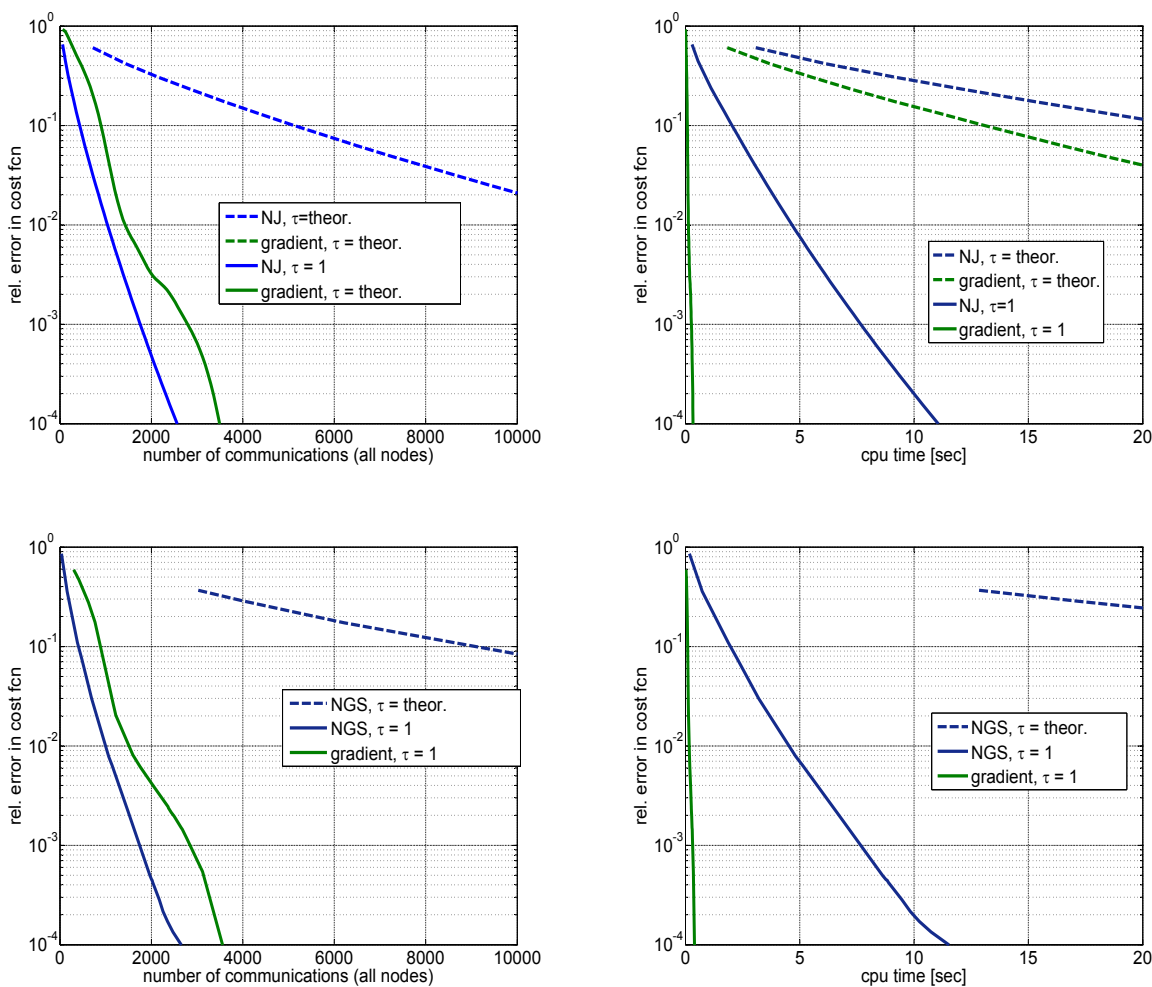 10^0
10^-1
10^-2
10^-3
10^-4
rel. error in cost fcn
NJ, τ=theor.
gradient, τ = theor.
NJ, τ = 1
gradient, τ = theor.
0 2000 4000 6000 8000 10000
number of communications (all nodes)
10^0
10^-1
10^-2
10^-3
10^-4
rel. error in cost fcn
NJ, τ = theor.
gradient, τ = theor.
NJ, τ=1
gradient, τ = 1
0 5 10 15 20
cpu time [sec]
10^0
10^-1
10^-2
10^-3
10^-4
rel. error in cost fcn
NGS, τ = theor.
NGS, τ = 1
gradient, τ = 1
0 2000 4000 6000 8000 10000
number of communications (all nodes)
10^0
10^-1
10^-2
10^-3
10^-4
rel. error in cost fcn
NGS, τ = theor.
NGS, τ = 1
gradient, τ = 1
0 5 10 15 20
cpu time [sec]